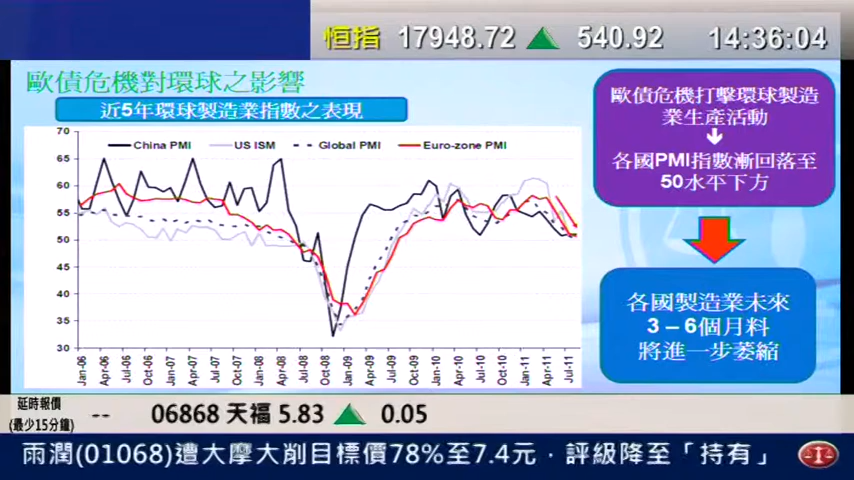 恒指 17948.72 540.92 14:36:04
歐債危機對環球之影響
近5年環球製造業指數之表現
China PMI US ISM Global PMI Euro-zone PMI
70
65
60
55
50
45
40
35
30
Jan-06 Apr-06 Jul-06 Oct-06 Jan-07 Apr-07 Jul-07 Oct-07 Jan-08 Apr-08 Jul-08 Oct-08 Jan-09 Apr-09 Jul-09 Oct-09 Jan-10 Apr-10 Jul-10 Oct-10 Jan-11 Apr-11 Jul-11
歐債危機打擊環球製造
業生產活動
各國PMI指數漸回落至
50水平下方
各國製造業未來
3 – 6個月料
將進一步萎縮
延時報價
(最少15分鐘)
-- 06868 天福 5.83 0.05
雨潤(01068)遭大摩大削目標價78%至7.4元﹐評級降至「持有」